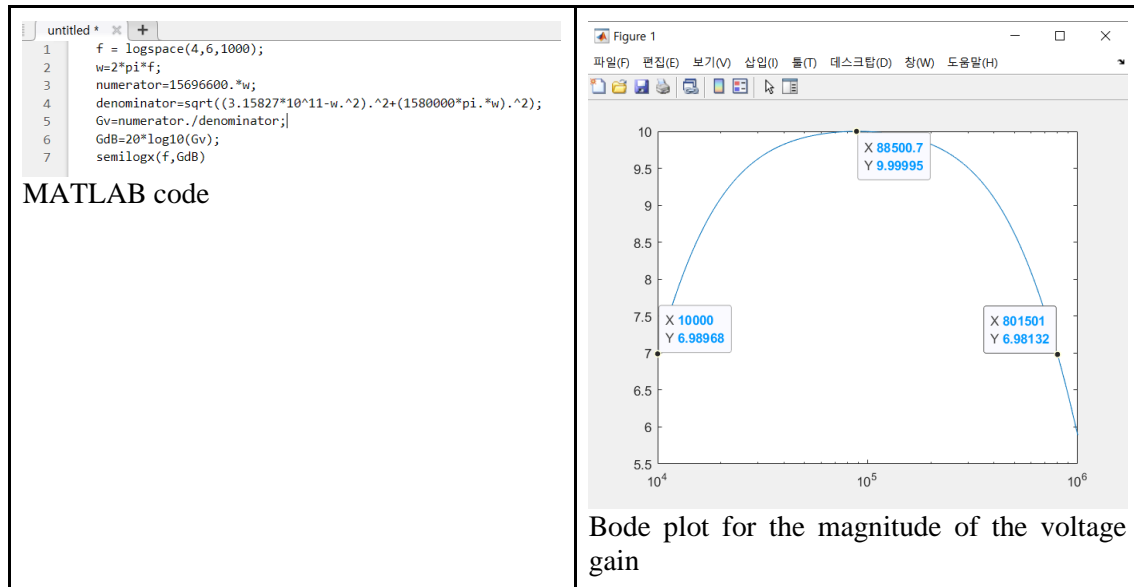 untitled *
1 f = logspace(4,6,1000);
2 w=2*pi*f;
3 numerator=15696600.*w;
4 denominator=sqrt((3.15827*10^11-w.^2).^2+(1580000*pi.*w).^2);
5 Gv=numerator./denominator;
6 GdB=20*log10(Gv);
7 semilogx(f,GdB)
MATLAB code
Figure 1
파일(F) 편집(E) 보기(V) 삽입(I) 툴(T) 데스크탑(D) 창(W) 도움말(H)
10
9.5
9
8.5
8
7.5
7
6.5
6
5.5
X 88500.7
Y 9.99995
X 10000
Y 6.98968
X 801501
Y 6.98132
10^4 10^5 10^6
Bode plot for the magnitude of the voltage
gain